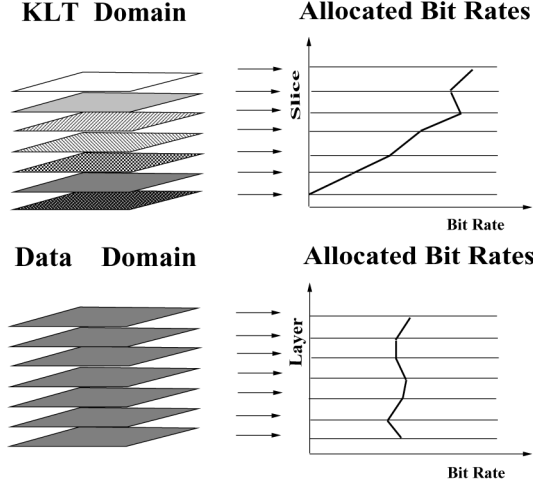 KLT Domain
Allocated Bit Rates
Slice
Bit Rate
Data Domain
Allocated Bit Rates
Layer
Bit Rate